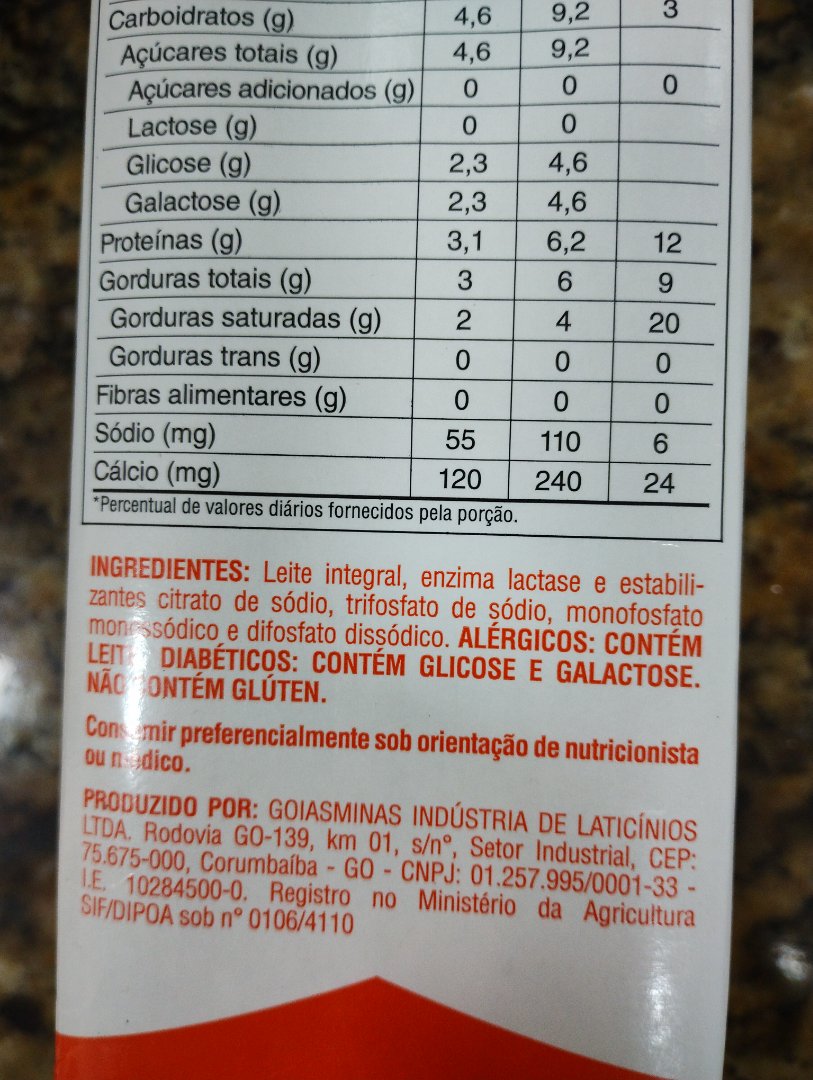 Carboidratos (g) 4,6 9,2 3
Açúcares totais (g) 4,6 9,2
Açúcares adicionados (g) 0 0 0
Lactose (g) 0 0
Glicose (g) 2,3 4,6
Galactose (g) 2,3 4,6
Proteínas (g) 3,1 6,2 12
Gorduras totais (g) 3 6 9
Gorduras saturadas (g) 2 4 20
Gorduras trans (g) 0 0 0
Fibras alimentares (g) 0 0 0
Sódio (mg) 55 110 6
Cálcio (mg) 120 240 24
*Percentual de valores diários fornecidos pela porção.
INGREDIENTES: Leite integral, enzima lactase e estabili-
zantes citrato de sódio, trifosfato de sódio, monofosfato
monossódico e difosfato dissódico. ALÉRGICOS: CONTÉM
LEITE. DIABÉTICOS: CONTÉM GLICOSE E GALACTOSE.
NÃO CONTÉM GLÚTEN.
Consumir preferencialmente sob orientação de nutricionista
ou médico.
PRODUZIDO POR: GOIASMINAS INDÚSTRIA DE LATICÍNIOS
LTDA. Rodovia GO-139, km 01, s/nº, Setor Industrial, CEP:
75.675-000, Corumbaíba - GO - CNPJ: 01.257.995/0001-33 -
I.E. 10284500-0. Registro no Ministério da Agricultura
SIF/DIPOA sob nº 0106/4110